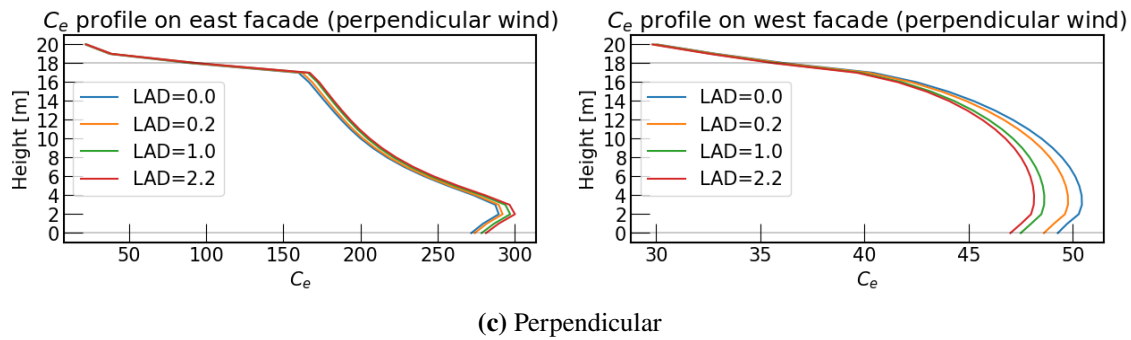 C_e profile on east facade (perpendicular wind)
20
18
16
14
12
10
8
6
4
2
0
Height [m]
LAD=0.0
LAD=0.2
LAD=1.0
LAD=2.2
50 100 150 200 250 300
C_e
C_e profile on west facade (perpendicular wind)
20
18
16
14
12
10
8
6
4
2
0
Height [m]
LAD=0.0
LAD=0.2
LAD=1.0
LAD=2.2
30 35 40 45 50
C_e
(c) Perpendicular